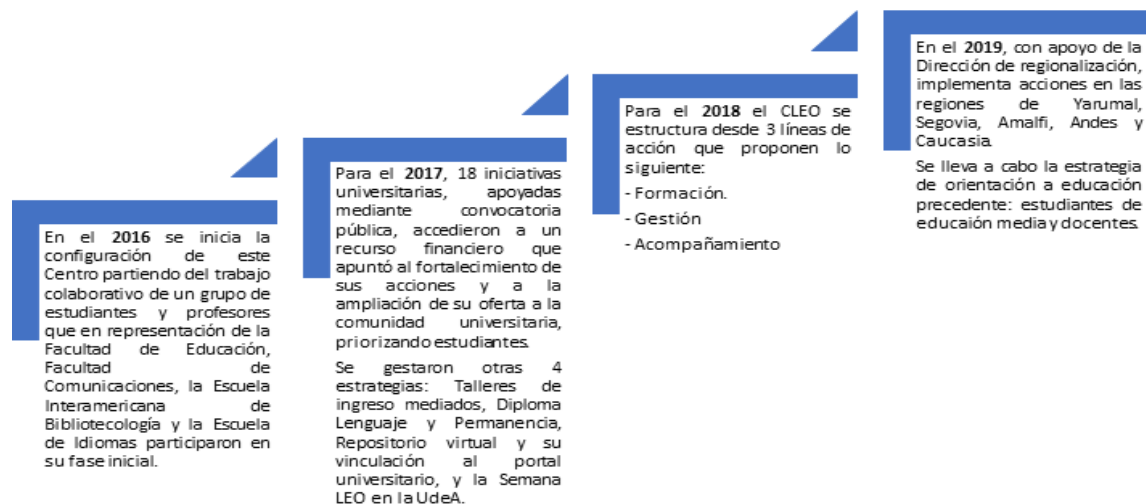 En el 2016 se inicia la
configuración de este
Centro partiendo del trabajo
colaborativo de un grupo de
estudiantes y profesores
que en representación de la
Facultad de Educación,
Facultad de
Comunicaciones, la Escuela
Interamericana de
Bibliotecología y la Escuela
de Idiomas participaron en
su fase inicial.
Para el 2017, 18 iniciativas
universitarias, apoyadas
mediante convocatoria
pública, accedieron a un
recurso financiero que
apuntó al fortalecimiento de
sus acciones y a la
ampliación de su oferta a la
comunidad universitaria,
priorizando estudiantes.
Se gestaron otras 4
estrategias: Talleres de
ingreso mediados, Diploma
Lenguaje y Permanencia,
Repositorio virtual y su
vinculación al portal
universitario, y la Semana
LEO en la UdeA.
Para el 2018 el CLEO se
estructura desde 3 líneas de
acción que proponen lo
siguiente:
- Formación.
- Gestión
- Acompañamiento
En el 2019, con apoyo de la
Dirección de regionalización,
implementa acciones en las
regiones de Yarumal,
Segovia, Amalfi, Andes y
Caucasia.
Se lleva a cabo la estrategia
de orientación a educación
precedente: estudiantes de
educaión media y docentes.